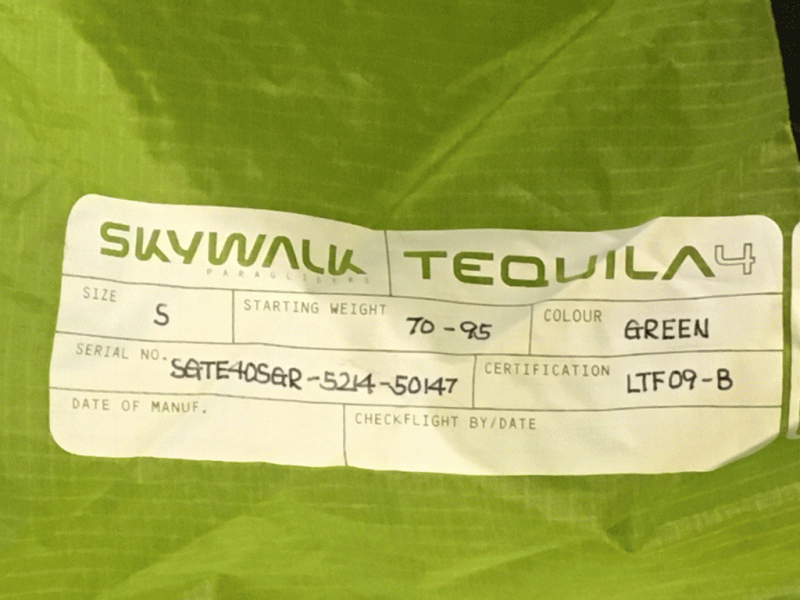 SKYWALK TEQUILA4
PARAGLIDERS
SIZE S STARTING WEIGHT 70-95 COLOUR GREEN
SERIAL NO. SGTE40SGR-5214-50147 CERTIFICATION LTF09-B
DATE OF MANUF. CHECKFLIGHT BY/DATE